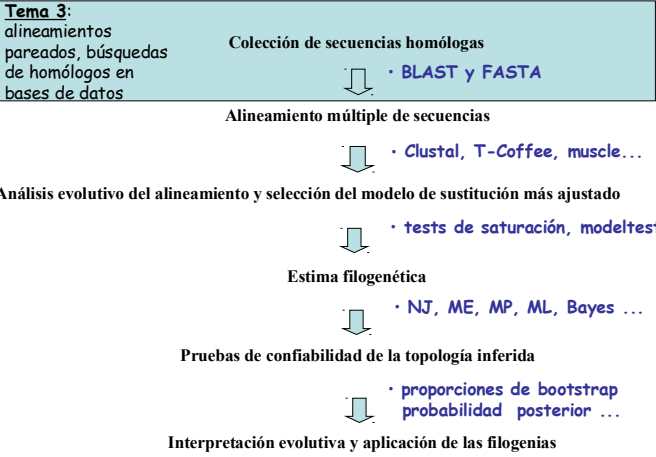 Tema 3:
alineamientos
pareados, búsquedas
de homólogos en
bases de datos
Colección de secuencias homólogas
· BLAST y FASTA
Alineamiento múltiple de secuencias
· Clustal, T-Coffee, muscle...
Análisis evolutivo del alineamiento y selección del modelo de sustitución más ajustado
· tests de saturación, modeltest
Estima filogenética
· NJ, ME, MP, ML, Bayes ...
Pruebas de confiabilidad de la topología inferida
· proporciones de bootstrap
probabilidad posterior ...
Interpretación evolutiva y aplicación de las filogenias